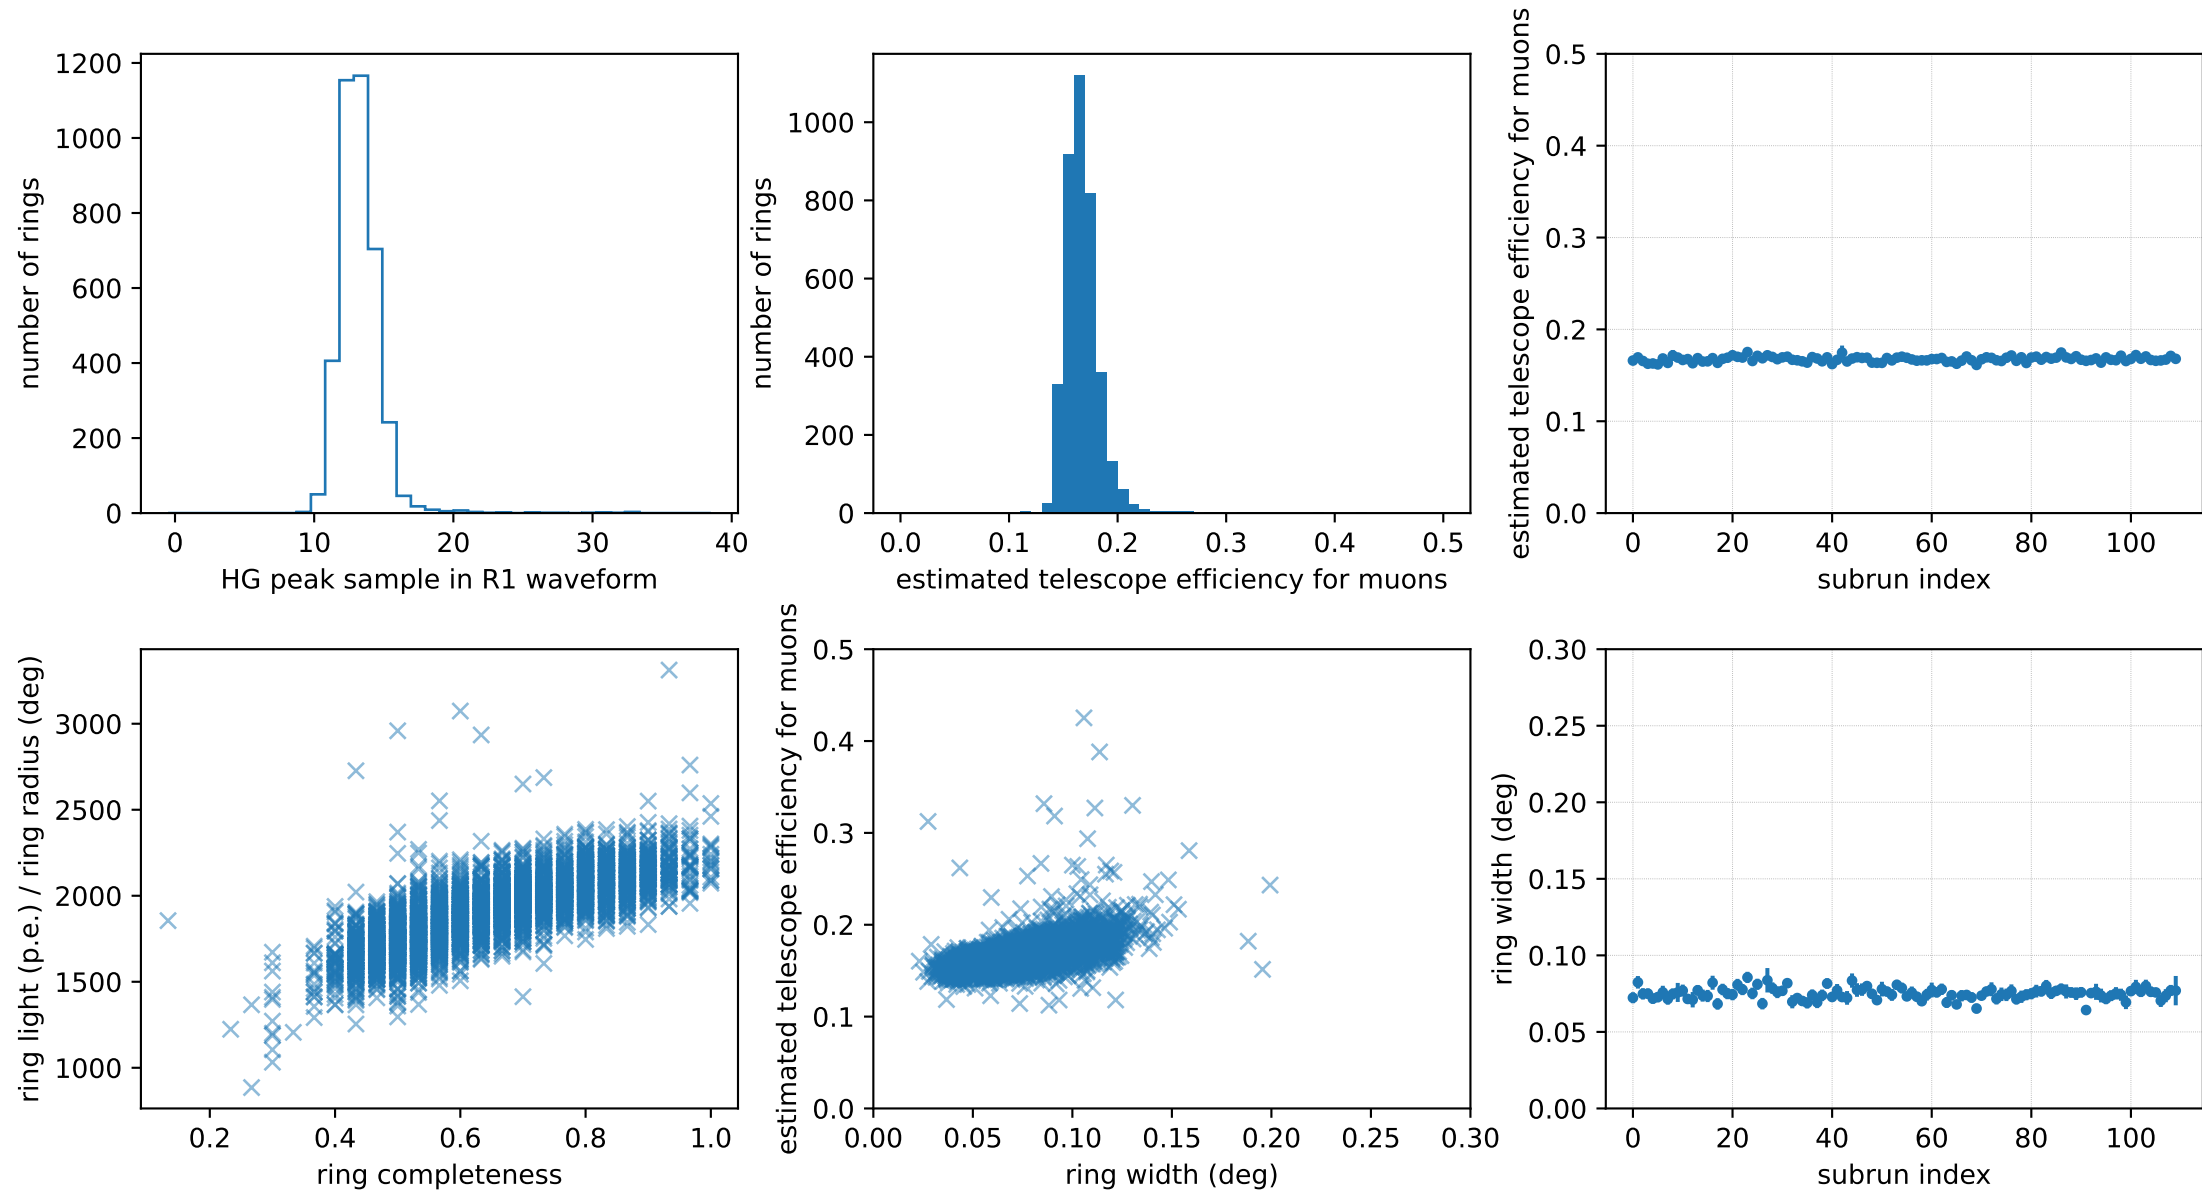 number of rings
1200
1000
800
600
400
200
0
0 10 20 30 40
HG peak sample in R1 waveform
number of rings
1000
800
600
400
200
0
0.0 0.1 0.2 0.3 0.4 0.5
estimated telescope efficiency for muons
estimated telescope efficiency for muons
0.5
0.4
0.3
0.2
0.1
0.0
0 20 40 60 80 100
subrun index
ring light (p.e.) / ring radius (deg)
3000
2500
2000
1500
1000
0.2 0.4 0.6 0.8 1.0
ring completeness
estimated telescope efficiency for muons
0.5
0.4
0.3
0.2
0.1
0.0
0.00 0.05 0.10 0.15 0.20 0.25 0.30
ring width (deg)
ring width (deg)
0.30
0.25
0.20
0.15
0.10
0.05
0.00
0 20 40 60 80 100
subrun index